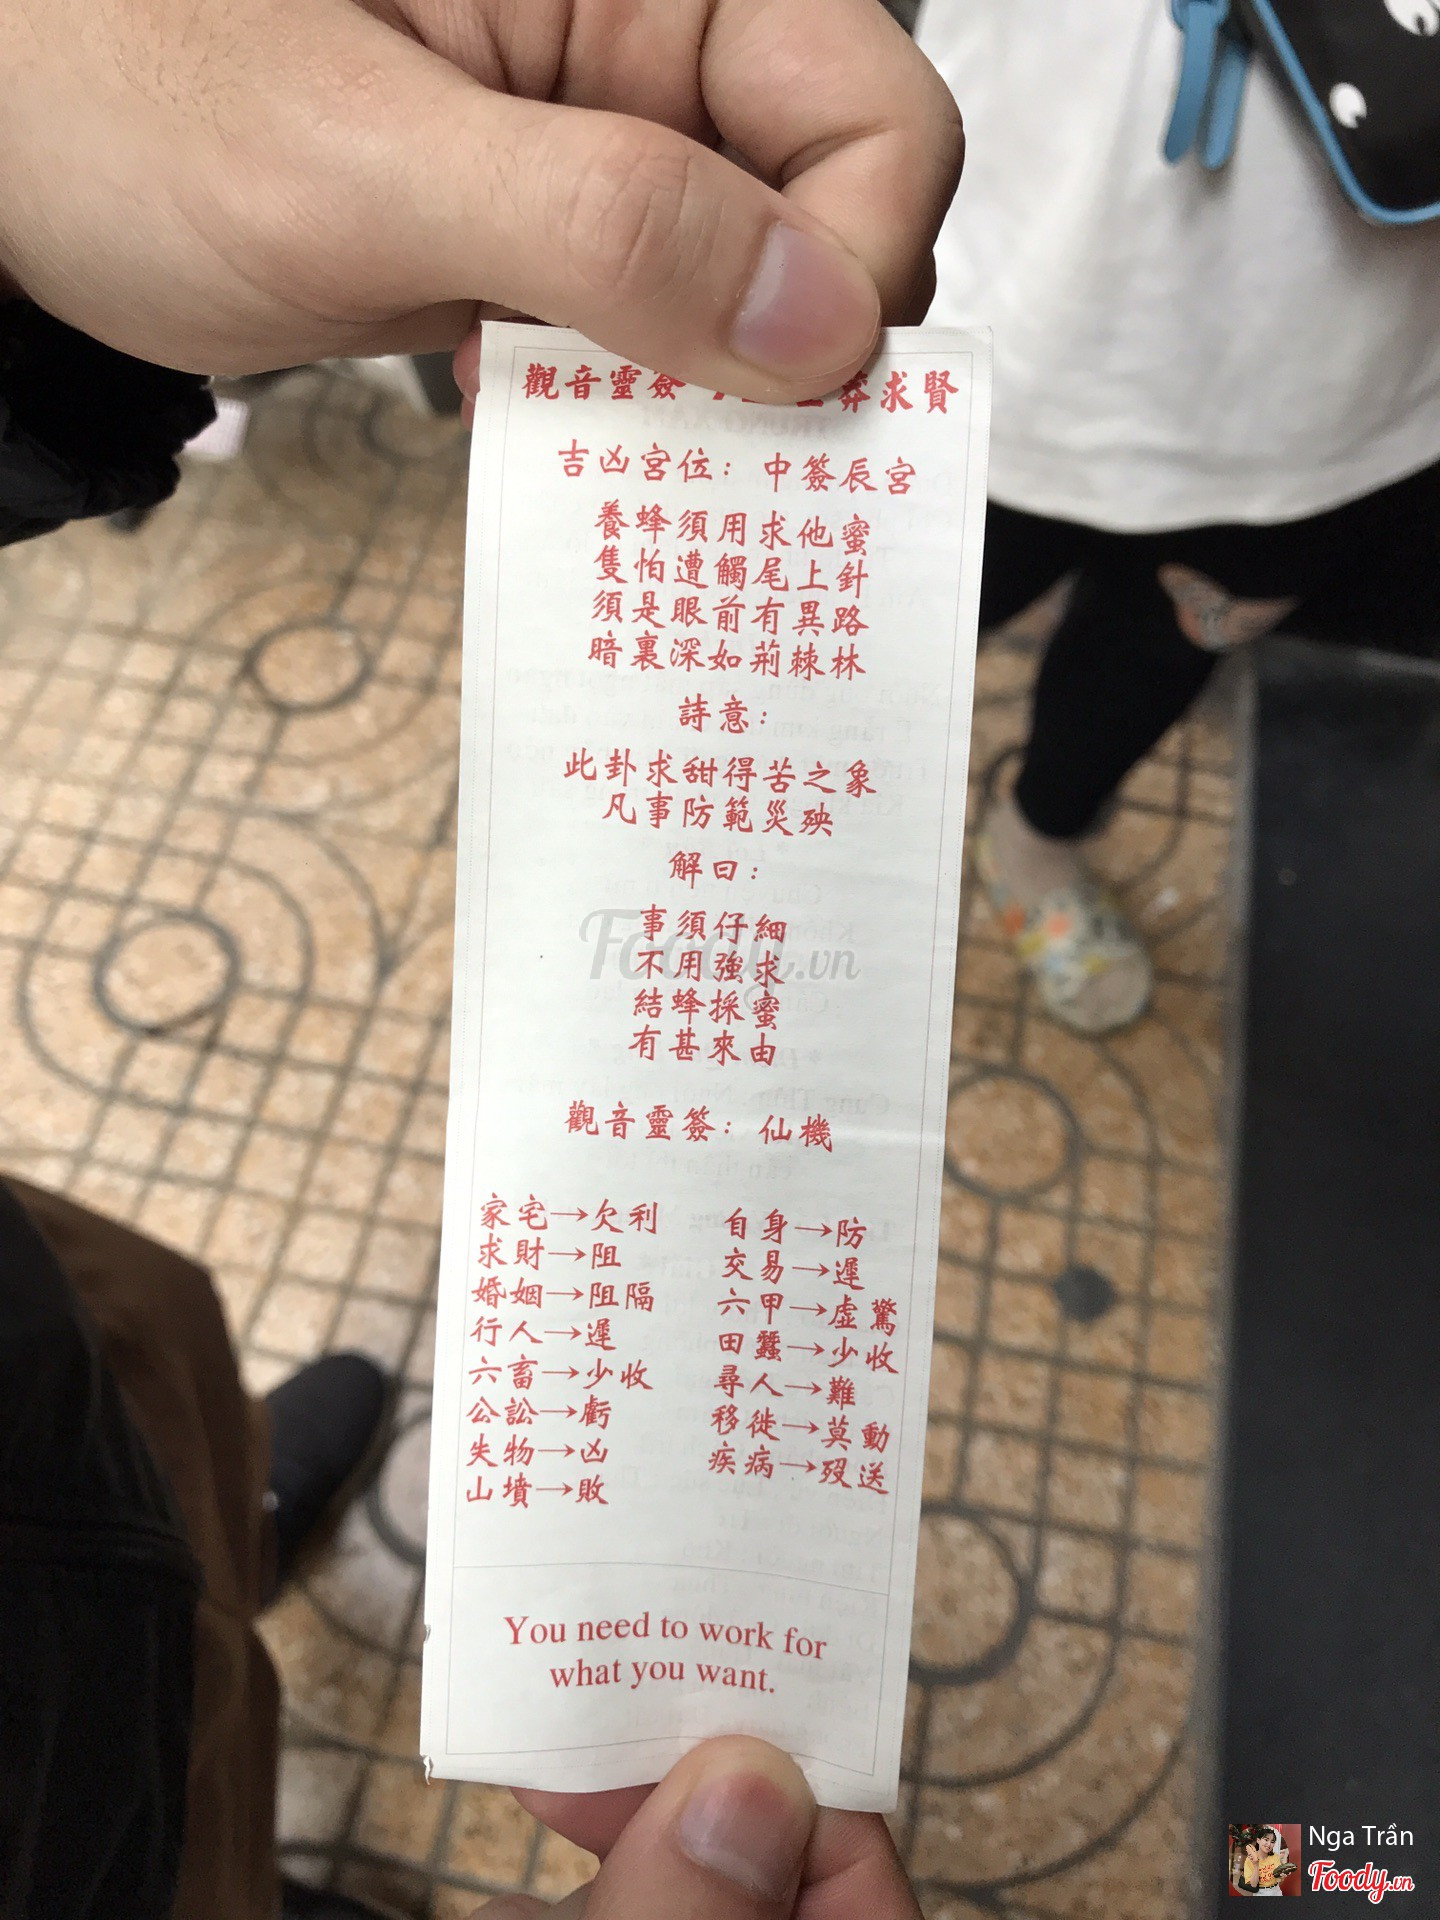 觀音靈簽 莽求賢
吉凶宮位：中簽辰宮
養蜂須用求他蜜
隻怕遭觸尾上針
須是眼前有異路
暗裏深如荊棘林
詩意：
此卦求甜得苦之象
凡事防範災殃
解曰：
事須仔細
不用強求
結蜂採蜜
有甚來由
觀音靈簽：仙機
家宅→欠利 自身→防
求財→阻 交易→遲
婚姻→阻隔 六甲→虛驚
行人→遲 田蠶→少收
六畜→少收 尋人→難
公訟→虧 移徙→莫動
失物→凶 疾病→歿送
山墳→敗
You need to work for
what you want.
Foody.vn
Nga Trần
Foody.vn